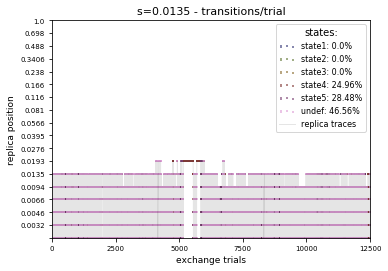 s=0.0135 - transitions/trial
1.0
0.698
0.488
0.3406
0.238
0.166
0.116
0.081
0.0566
0.0395
0.0276
0.0193
0.0135
0.0094
0.0066
0.0046
0.0032
replica position
states:
state1: 0.0%
state2: 0.0%
state3: 0.0%
state4: 24.96%
state5: 28.48%
undef: 46.56%
replica traces
0 2500 5000 7500 10000 12500
exchange trials